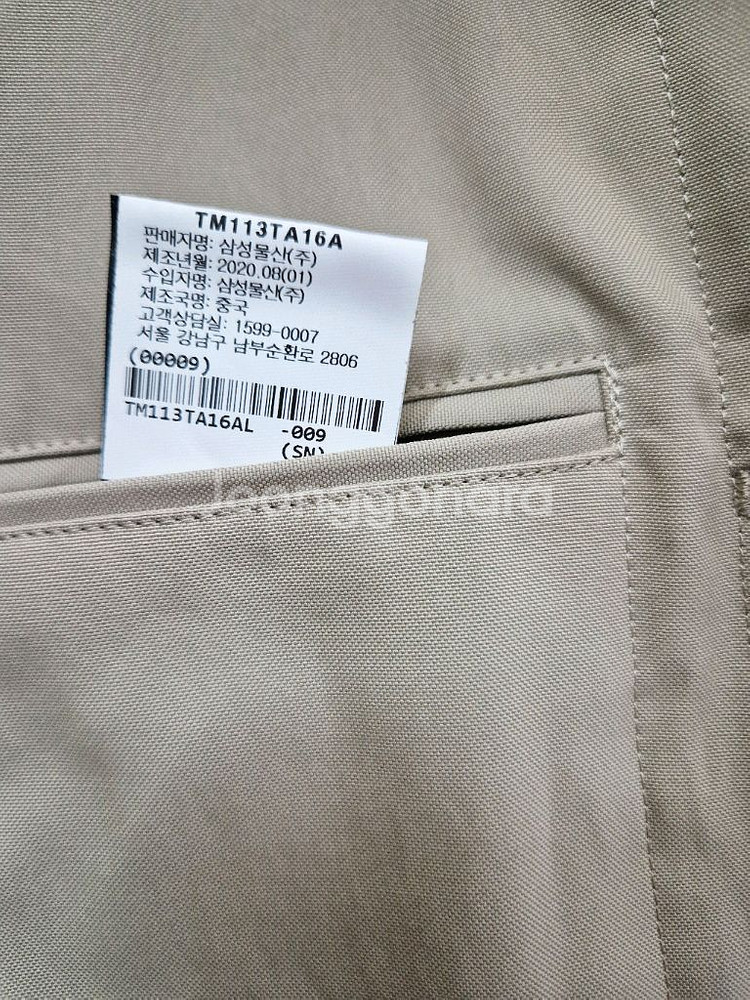 TM113TA16A
판매자명: 삼성물산(주)
제조년월: 2020.08(01)
수입자명: 삼성물산(주)
제조국명: 중국
고객상담실: 1599-0007
서울 강남구 남부순환로 2806
(00009)
TM113TA16AL -009
(SN)
Joonggonara